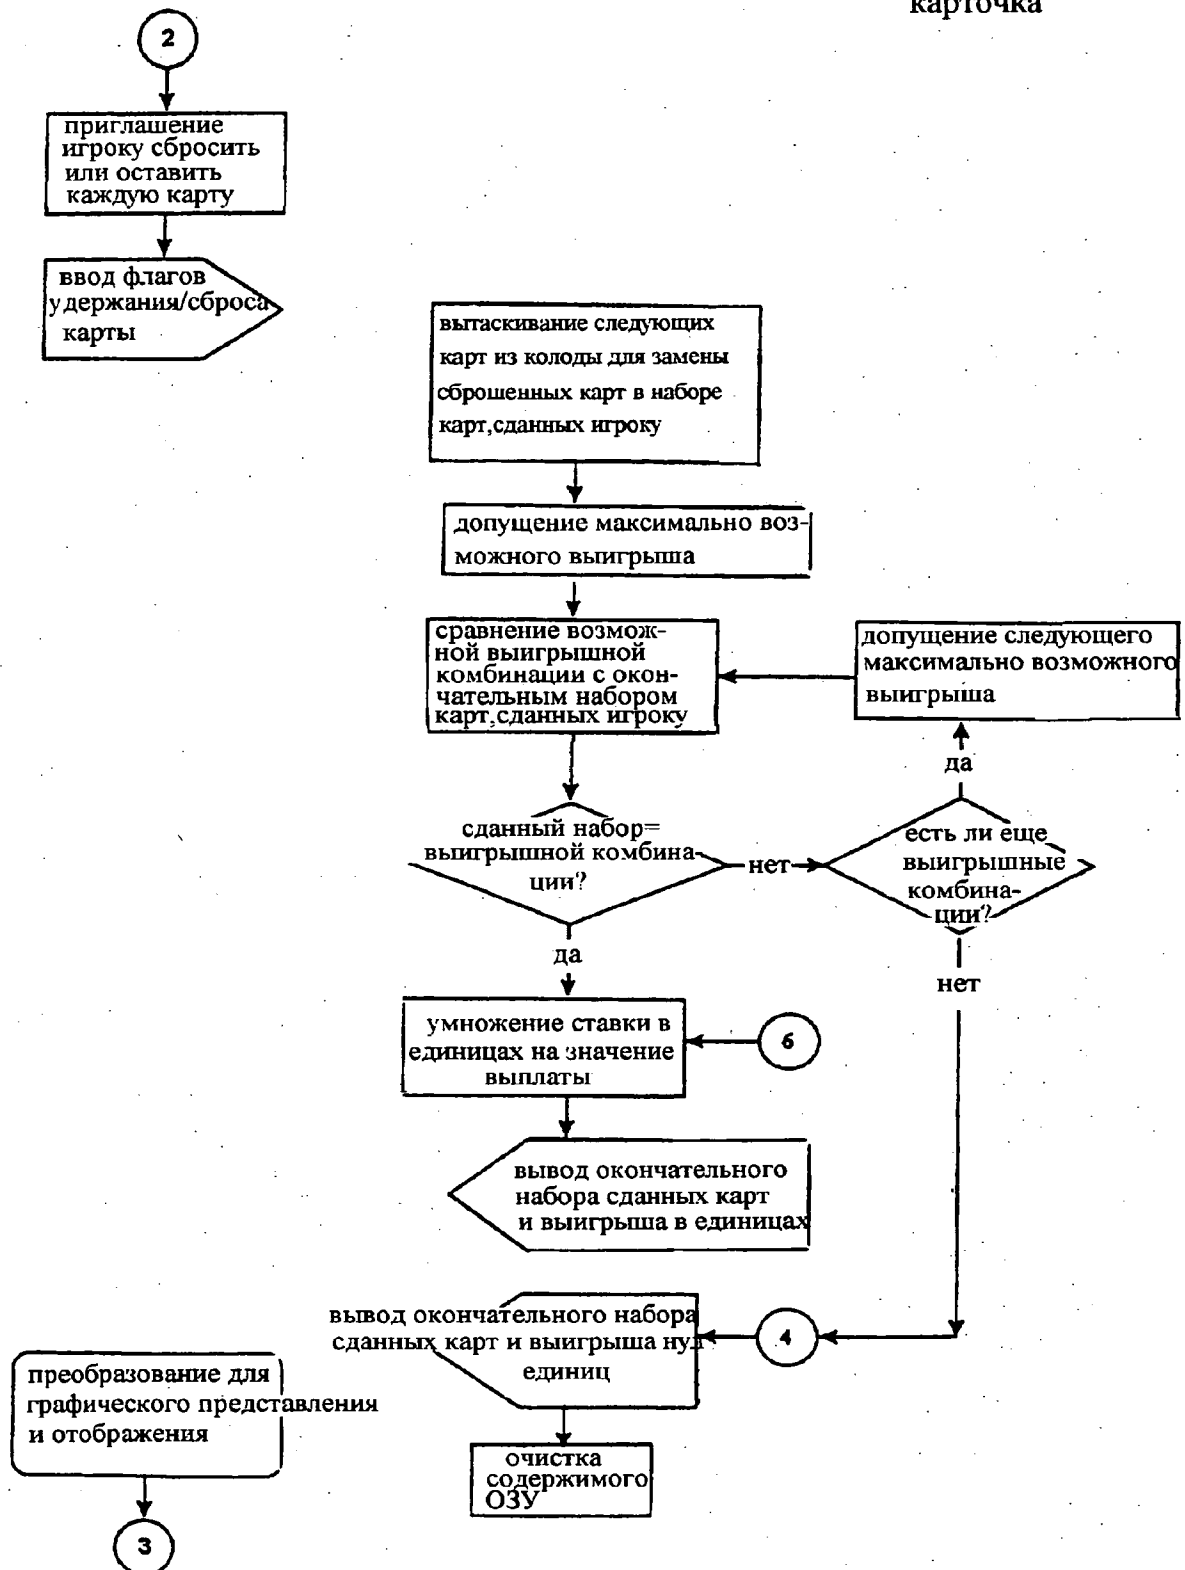 карточка
2
приглашение
игроку сбросить
или оставить
каждую карту
ввод флагов
удержания/сброса
карты
вытаскивание следующих
карт из колоды для замены
сброшенных карт в наборе
карт,сданных игроку
допущение максимально воз-
можного выигрыша
сравнение возмож-
ной выигрышной
комбинации с окон-
чательным набором
карт,сданных игроку
допущение следующего
максимально возможного
выигрыша
да
сданный набор=
выигрышной комбина-
ции?
нет
есть ли еще
выигрышные
комбина-
ции?
да
нет
умножение ставки в
единицах на значение
выплаты
6
вывод окончательного
набора сданных карт
и выигрыша в единицах
вывод окончательного набора
сданных карт и выигрыша нул
единиц
4
преобразование для
графического представления
и отображения
очистка
содержимого
ОЗУ
3